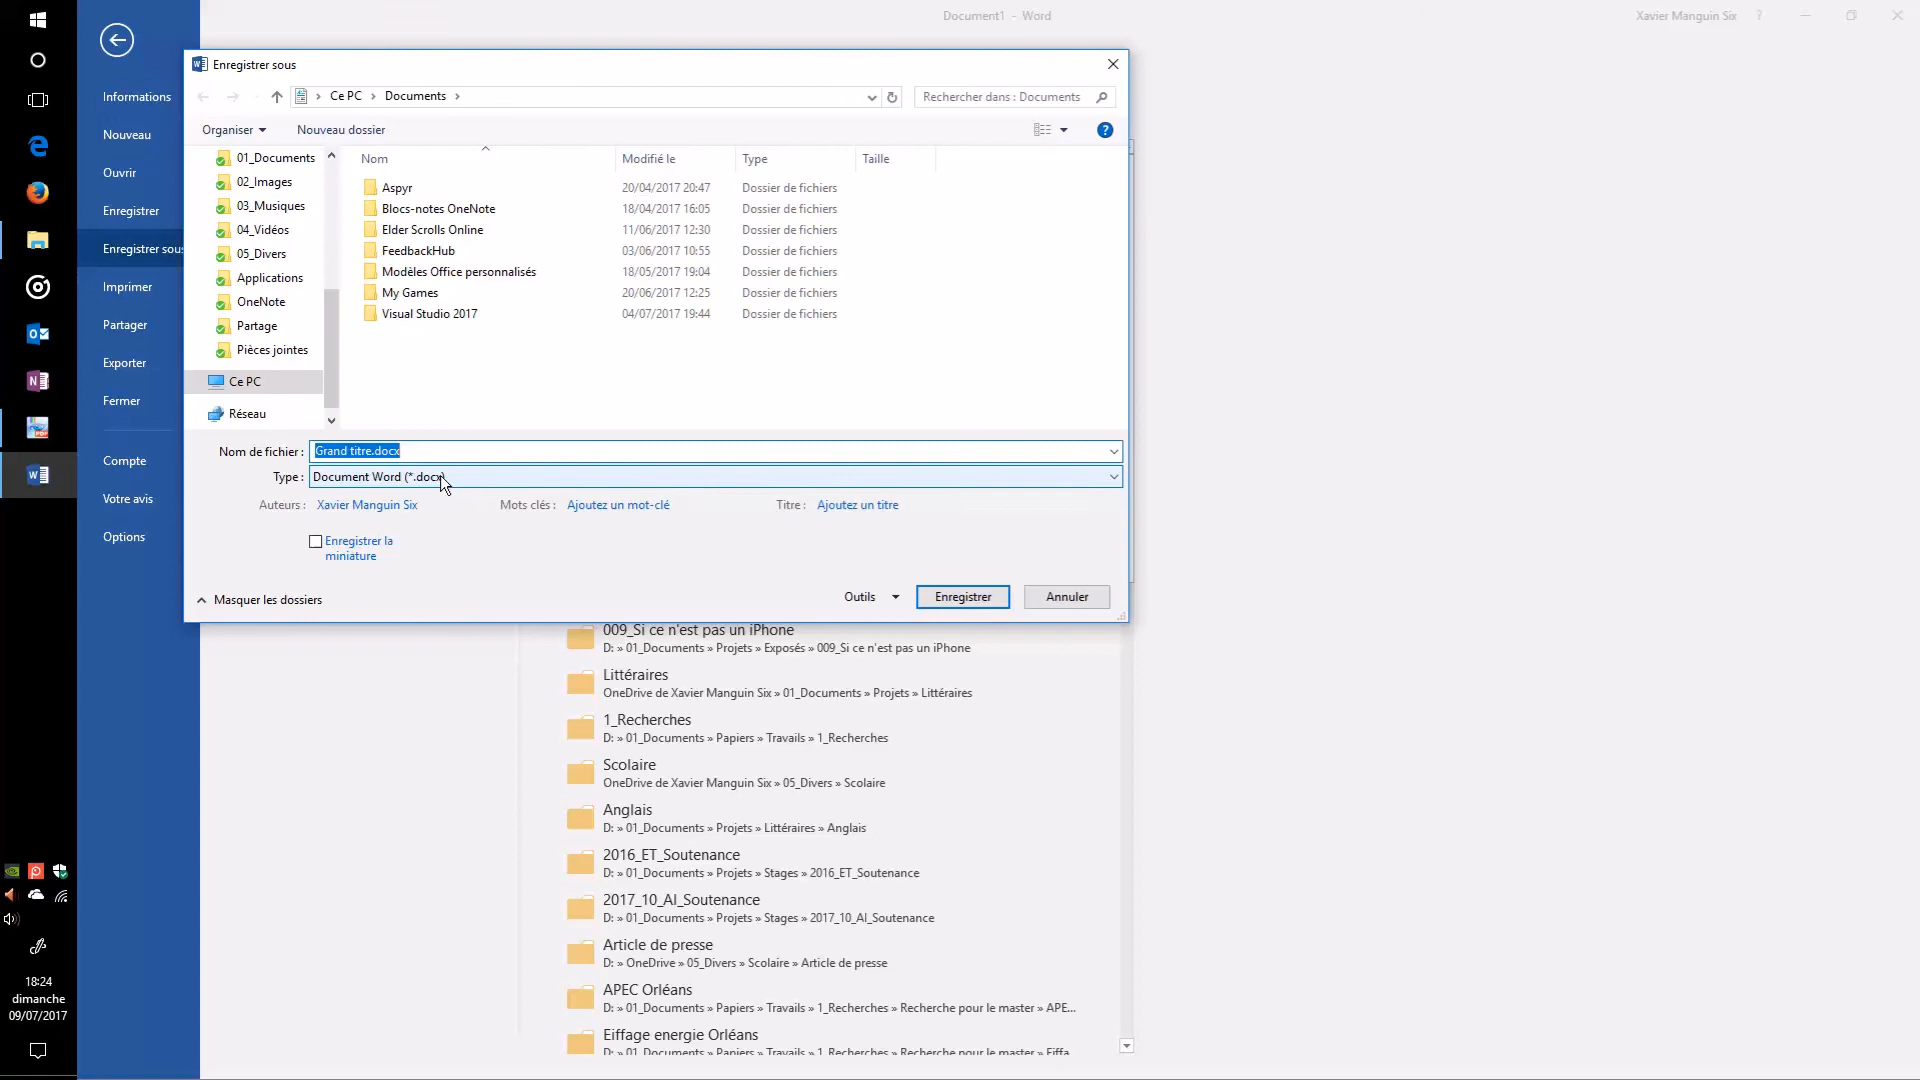 Document1 - Word
Xavier Manguin Six
?
Informations
Nouveau
Ouvrir
Enregistrer
Enregistrer sous
Imprimer
Partager
Exporter
Fermer
Compte
Votre avis
Options
Enregistrer sous
Ce PC
Documents
Rechercher dans : Documents
Organiser
Nouveau dossier
?
01_Documents
02_Images
03_Musiques
04_Vidéos
05_Divers
Applications
OneNote
Partage
Pièces jointes
Ce PC
Réseau
Nom Modifié le Type Taille
Aspyr 20/04/2017 20:47 Dossier de fichiers
Blocs-notes OneNote 18/04/2017 16:05 Dossier de fichiers
Elder Scrolls Online 11/06/2017 12:30 Dossier de fichiers
FeedbackHub 03/06/2017 10:55 Dossier de fichiers
Modèles Office personnalisés 18/05/2017 19:04 Dossier de fichiers
My Games 20/06/2017 12:25 Dossier de fichiers
Visual Studio 2017 04/07/2017 19:44 Dossier de fichiers
Nom de fichier : Grand titre.docx
Type : Document Word (*.docx)
Auteurs : Xavier Manguin Six Mots clés : Ajoutez un mot-clé Titre : Ajoutez un titre
Enregistrer la
miniature
Masquer les dossiers
Outils
Enregistrer
Annuler
009_Si ce n'est pas un iPhone
D: » 01_Documents » Projets » Exposés » 009_Si ce n'est pas un iPhone
Littéraires
OneDrive de Xavier Manguin Six » 01_Documents » Projets » Littéraires
1_Recherches
D: » 01_Documents » Papiers » Travails » 1_Recherches
Scolaire
OneDrive de Xavier Manguin Six » 05_Divers » Scolaire
Anglais
D: » 01_Documents » Projets » Littéraires » Anglais
2016_ET_Soutenance
D: » 01_Documents » Projets » Stages » 2016_ET_Soutenance
2017_10_AI_Soutenance
D: » 01_Documents » Projets » Stages » 2017_10_AI_Soutenance
Article de presse
D: » OneDrive » 05_Divers » Scolaire » Article de presse
APEC Orléans
D: » 01_Documents » Papiers » Travails » 1_Recherches » Recherche pour le master » APE...
Eiffage energie Orléans
D: » 01_Documents » Papiers » Travails » 1_Recherches » Recherche pour le master » Eiffa...
18:24
dimanche
09/07/2017